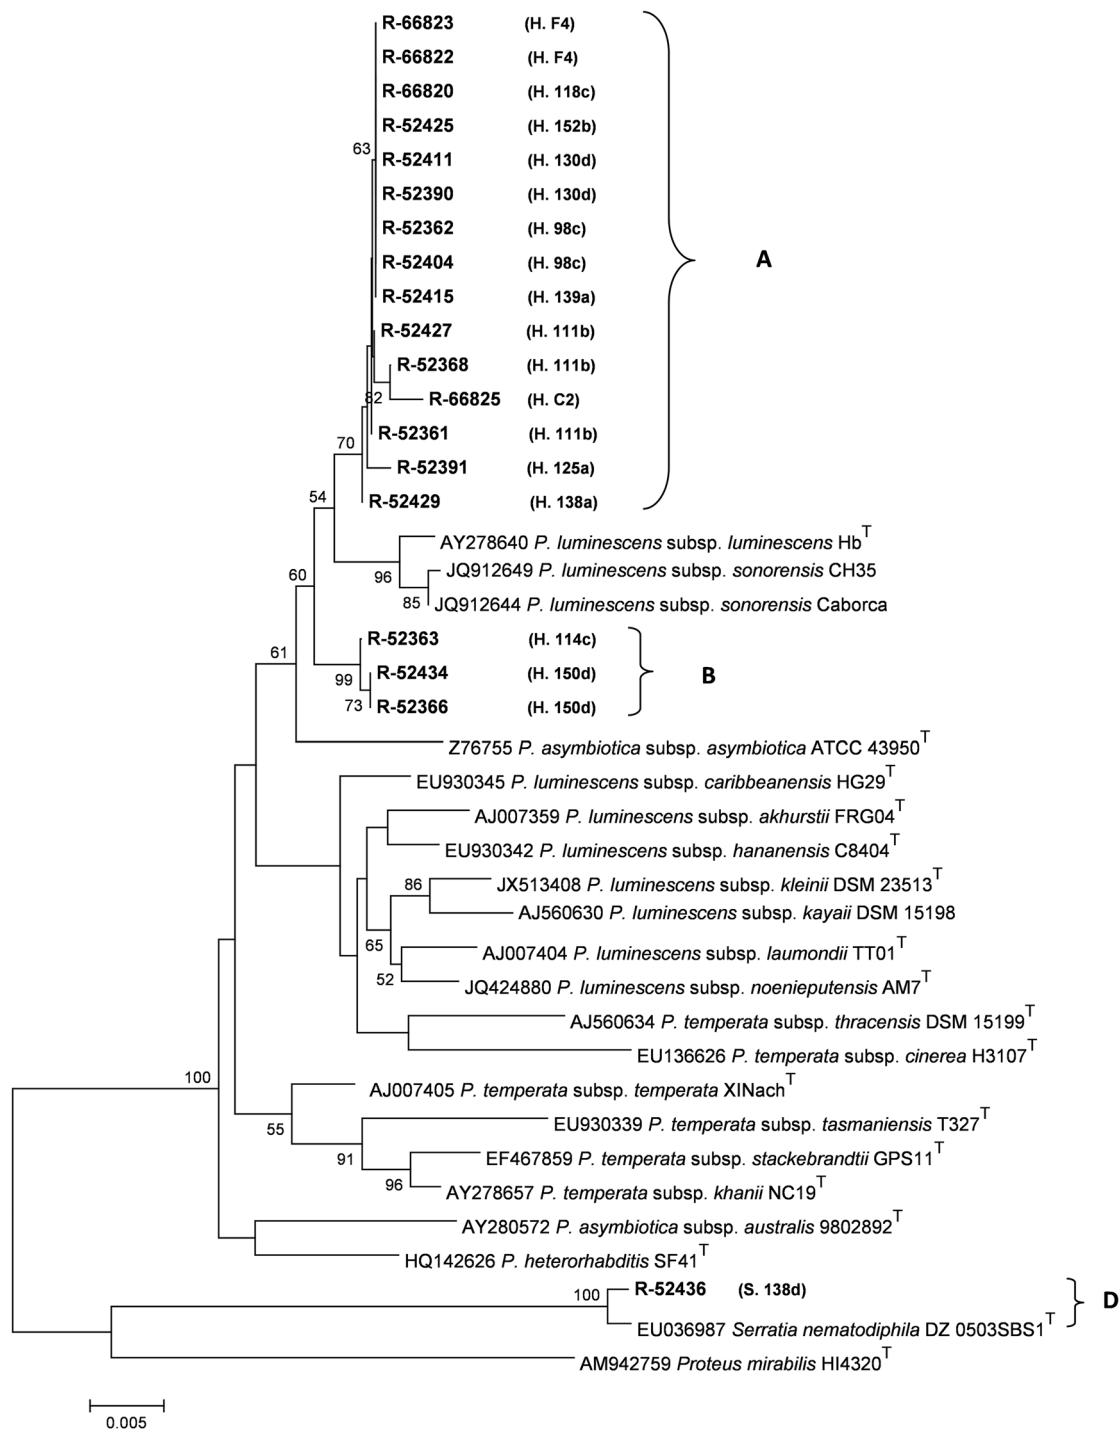 R-66823 (H. F4)
R-66822 (H. F4)
R-66820 (H. 118c)
R-52425 (H. 152b)
63
R-52411 (H. 130d)
R-52390 (H. 130d)
R-52362 (H. 98c)
A
R-52404 (H. 98c)
R-52415 (H. 139a)
R-52427 (H. 111b)
R-52368 (H. 111b)
82
R-66825 (H. C2)
R-52361 (H. 111b)
70
R-52391 (H. 125a)
54
R-52429 (H. 138a)
AY278640 P. luminescens subsp. luminescens Hb T
96
JQ912649 P. luminescens subsp. sonorensis CH35
60
85
JQ912644 P. luminescens subsp. sonorensis Caborca
R-52363 (H. 114c)
61
99
R-52434 (H. 150d)
B
73
R-52366 (H. 150d)
Z76755 P. asymbiotica subsp. asymbiotica ATCC 43950 T
EU930345 P. luminescens subsp. caribbeanensis HG29 T
AJ007359 P. luminescens subsp. akhurstii FRG04 T
EU930342 P. luminescens subsp. hananensis C8404 T
86
JX513408 P. luminescens subsp. kleinii DSM 23513 T
AJ560630 P. luminescens subsp. kayaii DSM 15198
65
AJ007404 P. luminescens subsp. laumondii TT01 T
52
JQ424880 P. luminescens subsp. noenieputensis AM7 T
AJ560634 P. temperata subsp. thracensis DSM 15199 T
EU136626 P. temperata subsp. cinerea H3107 T
100
AJ007405 P. temperata subsp. temperata XINach T
55
EU930339 P. temperata subsp. tasmaniensis T327 T
91
EF467859 P. temperata subsp. stackebrandtii GPS11 T
96
AY278657 P. temperata subsp. khanii NC19 T
AY280572 P. asymbiotica subsp. australis 9802892 T
HQ142626 P. heterorhabditis SF41 T
100
R-52436 (S. 138d)
D
EU036987 Serratia nematodiphila DZ 0503SBS1 T
AM942759 Proteus mirabilis HI4320 T
0.005